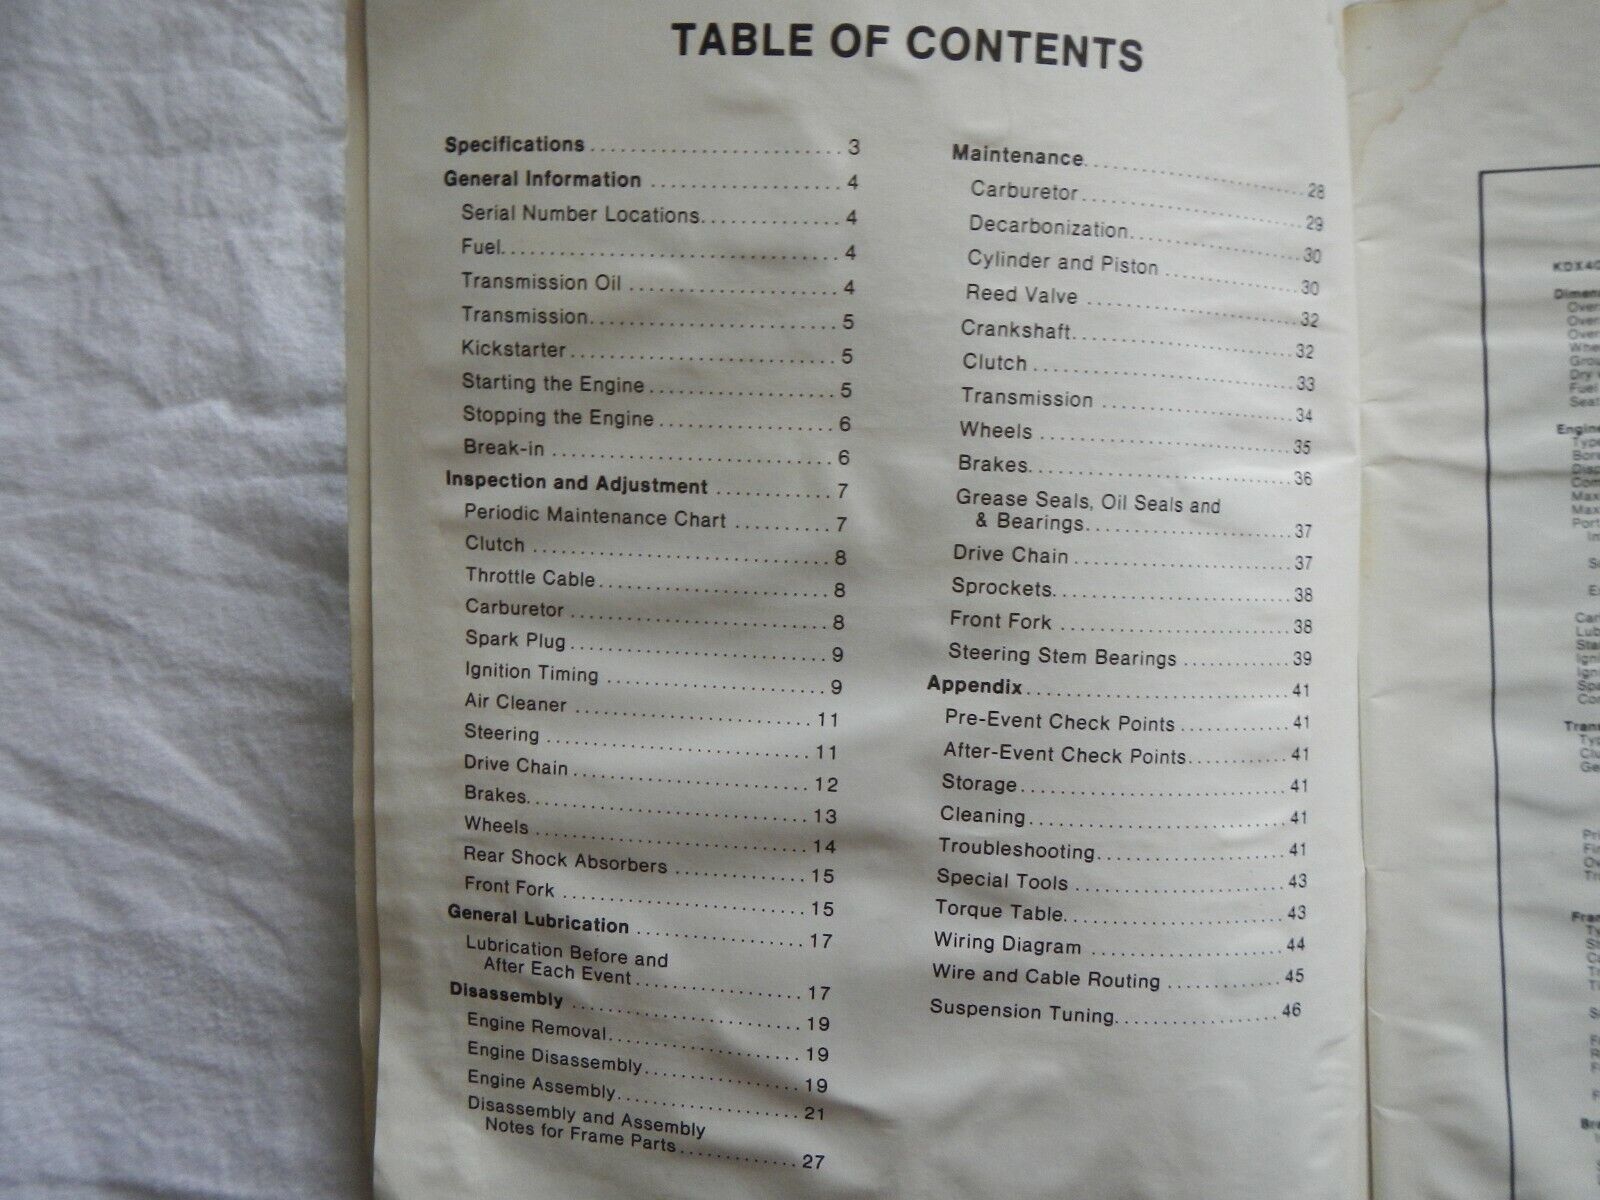 TABLE OF CONTENTS
Specifications......................... 3
General Information ................... 4
Serial Number Locations.............. 4
Fuel.................................. 4
Transmission Oil ..................... 4
Transmission......................... 5
Kickstarter........................... 5
Starting the Engine................... 5
Stopping the Engine.................. 6
Break-in ............................. 6
Inspection and Adjustment ............ 7
Periodic Maintenance Chart .......... 7
Clutch ............................... 8
Throttle Cable........................ 8
Carburetor ........................... 8
Spark Plug........................... 9
Ignition Timing ....................... 9
Air Cleaner ......................... 11
Steering ............................ 11
Drive Chain......................... 12
Brakes.............................. 13
Wheels ............................. 14
Rear Shock Absorbers .............. 15
Front Fork .......................... 15
General Lubrication .................. 17
Lubrication Before and
After Each Event.................. 17
Disassembly ........................ 19
Engine Removal..................... 19
Engine Disassembly................. 19
Engine Assembly.................... 21
Disassembly and Assembly
Notes for Frame Parts............. 27
Maintenance......................... 28
Carburetor......................... 29
Decarbonization.................... 30
Cylinder and Piston ................ 30
Reed Valve ........................ 32
Crankshaft......................... 32
Clutch ............................. 33
Transmission ...................... 34
Wheels ............................ 35
Brakes............................. 36
Grease Seals, Oil Seals and
& Bearings....................... 37
Drive Chain ........................ 37
Sprockets.......................... 38
Front Fork ......................... 38
Steering Stem Bearings ............. 39
Appendix............................ 41
Pre-Event Check Points ............. 41
After-Event Check Points............ 41
Storage............................ 41
Cleaning........................... 41
Troubleshooting.................... 41
Special Tools ...................... 43
Torque Table....................... 43
Wiring Diagram .................... 44
Wire and Cable Routing ............. 45
Suspension Tuning.................. 46